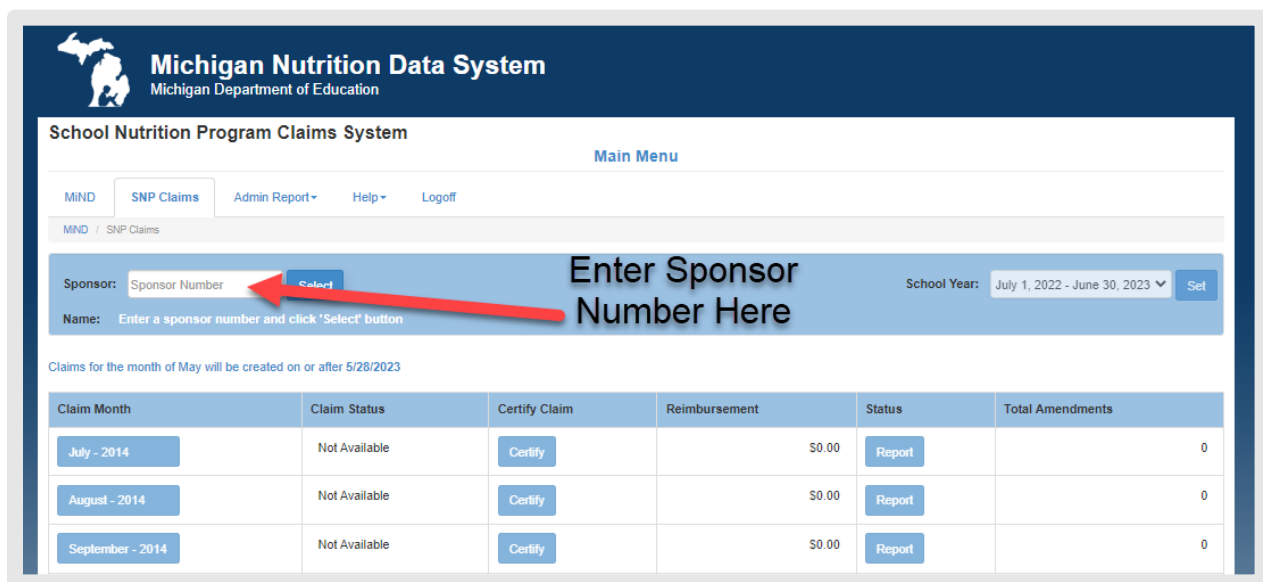 Michigan Nutrition Data System
Michigan Department of Education
School Nutrition Program Claims System
Main Menu
MiND SNP Claims Admin Report Help Logoff
MiND / SNP Claims
Sponsor: Sponsor Number Select
Enter Sponsor
Number Here
School Year: July 1, 2022 - June 30, 2023 Set
Name: Enter a sponsor number and click 'Select' button
Claims for the month of May will be created on or after 5/28/2023
Claim Month Claim Status Certify Claim Reimbursement Status Total Amendments
July - 2014 Not Available Certify $0.00 Report 0
August - 2014 Not Available Certify $0.00 Report 0
September - 2014 Not Available Certify $0.00 Report 0